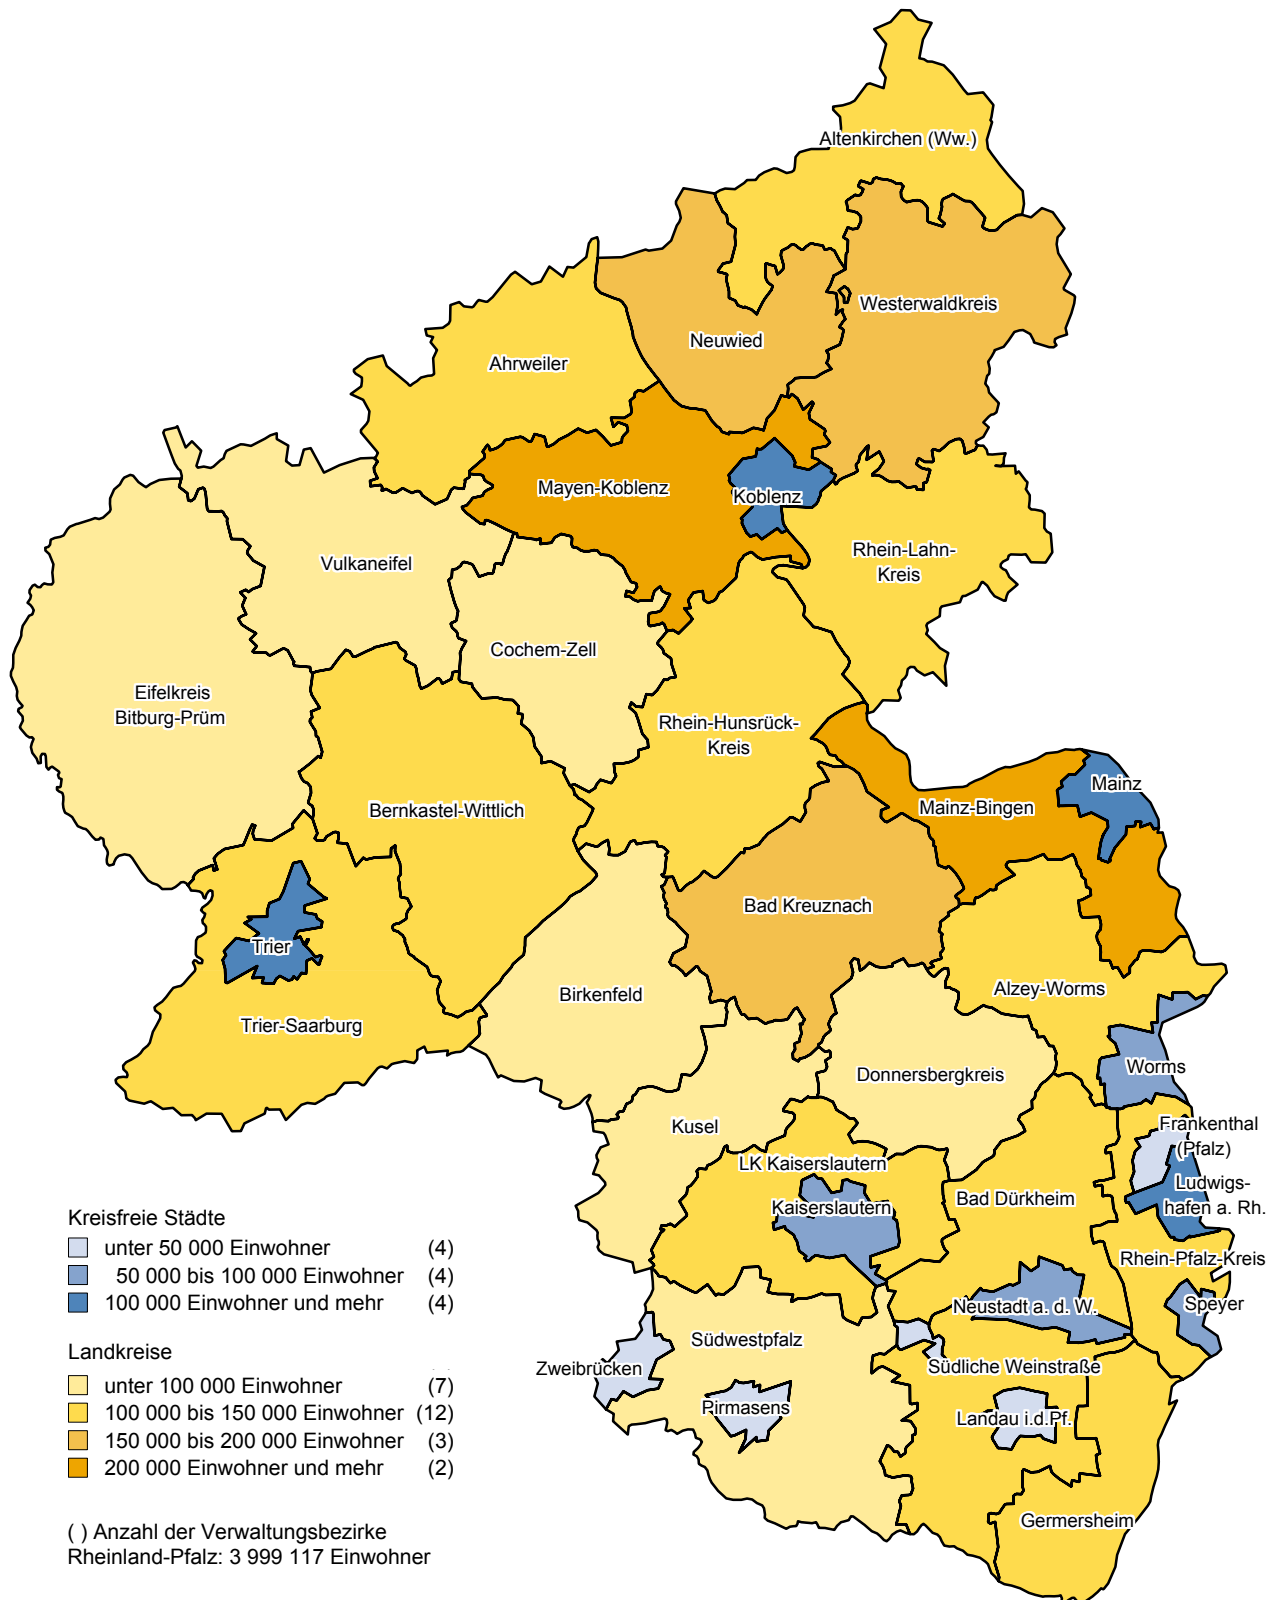 Altenkirchen (Ww.)
Westerwaldkreis
Neuwied
Ahrweiler
Mayen-Koblenz
Koblenz
Rhein-Lahn-
Kreis
Vulkaneifel
Cochem-Zell
Eifelkreis
Bitburg-Prüm
Rhein-Hunsrück-
Kreis
Mainz
Mainz-Bingen
Bernkastel-Wittlich
Bad Kreuznach
Trier
Alzey-Worms
Birkenfeld
Trier-Saarburg
Worms
Donnersbergkreis
Kusel
Frankenthal
(Pfalz)
LK Kaiserslautern
Ludwigs-
hafen a. Rh.
Bad Dürkheim
Kaiserslautern
Rhein-Pfalz-Kreis
Speyer
Neustadt a. d. W.
Südwestpfalz
Zweibrücken
Südliche Weinstraße
Pirmasens
Landau i.d.Pf.
Germersheim
Kreisfreie Städte
unter 50 000 Einwohner (4)
50 000 bis 100 000 Einwohner (4)
100 000 Einwohner und mehr (4)
Landkreise
unter 100 000 Einwohner (7)
100 000 bis 150 000 Einwohner (12)
150 000 bis 200 000 Einwohner (3)
200 000 Einwohner und mehr (2)
( ) Anzahl der Verwaltungsbezirke
Rheinland-Pfalz: 3 999 117 Einwohner